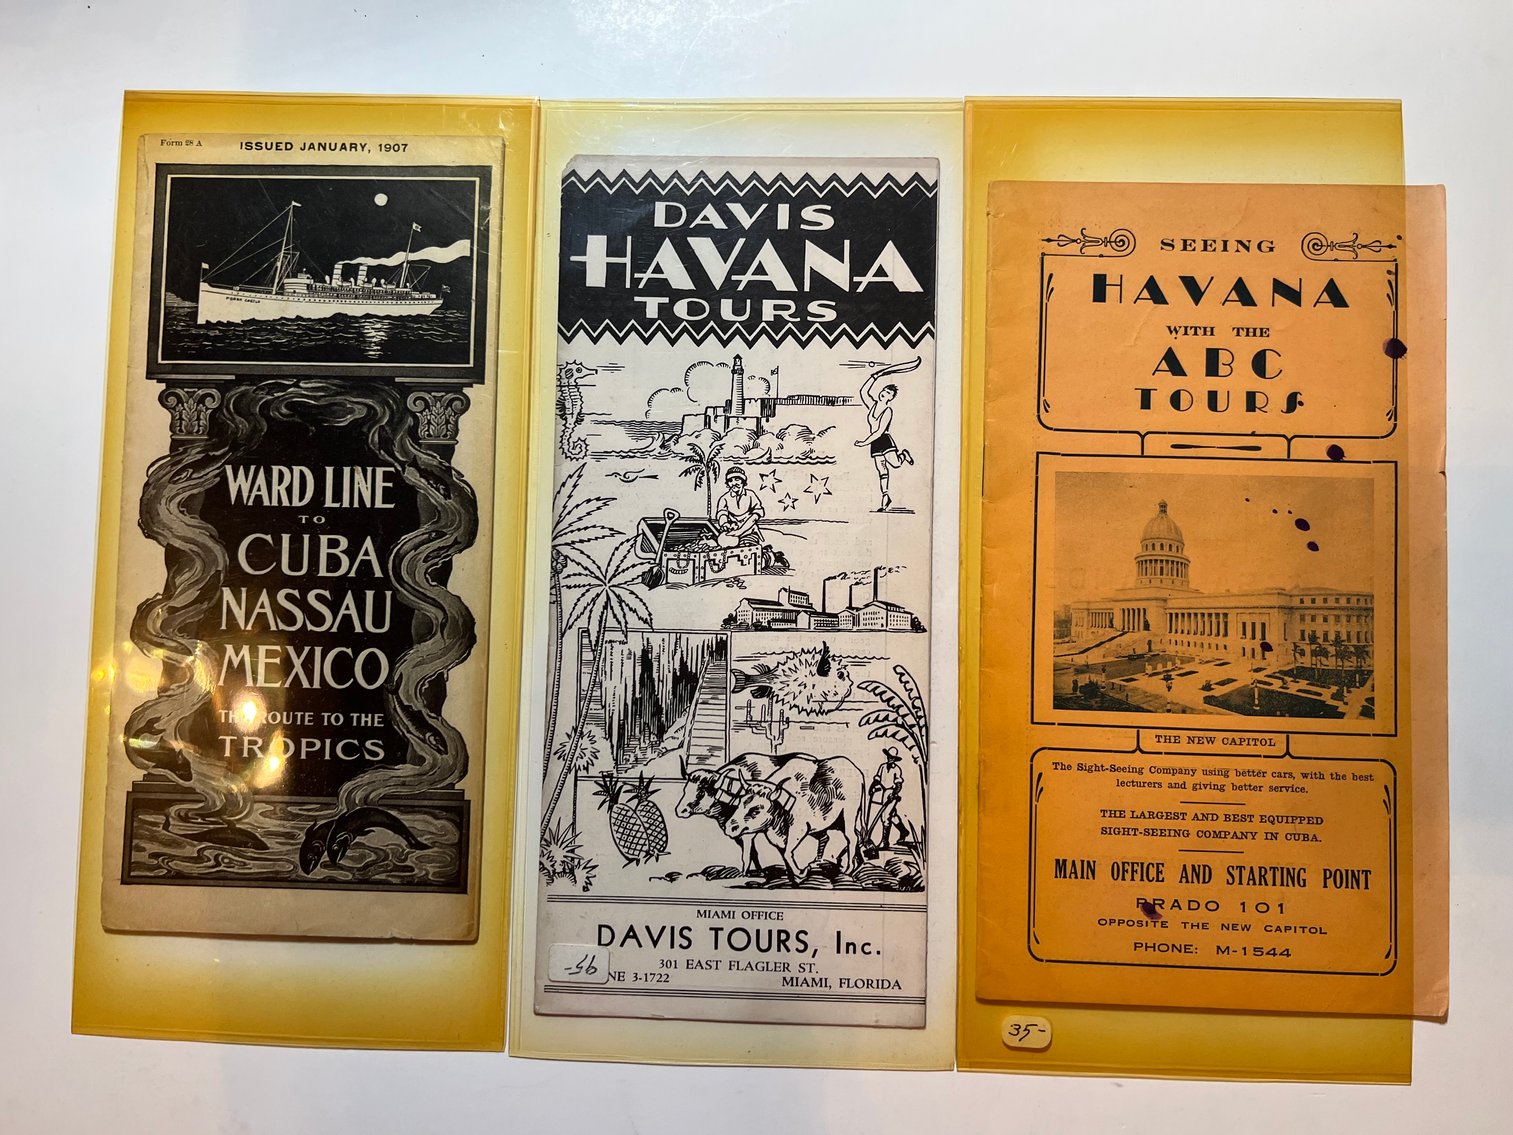 Form 28 A
ISSUED JANUARY, 1907
MORRO CASTLE
WARD LINE
TO
CUBA
NASSAU
MEXICO
THE ROUTE TO THE
TROPICS
DAVIS
HAVANA
TOURS
MIAMI OFFICE
DAVIS TOURS, Inc.
301 EAST FLAGLER ST.
NE 3-1722 MIAMI, FLORIDA
SEEING
HAVANA
WITH THE
ABC
TOURS
THE NEW CAPITOL
The Sight-Seeing Company using better cars, with the best
lecturers and giving better service.
THE LARGEST AND BEST EQUIPPED
SIGHT-SEEING COMPANY IN CUBA.
MAIN OFFICE AND STARTING POINT
PRADO 101
OPPOSITE THE NEW CAPITOL
PHONE: M-1544
35-